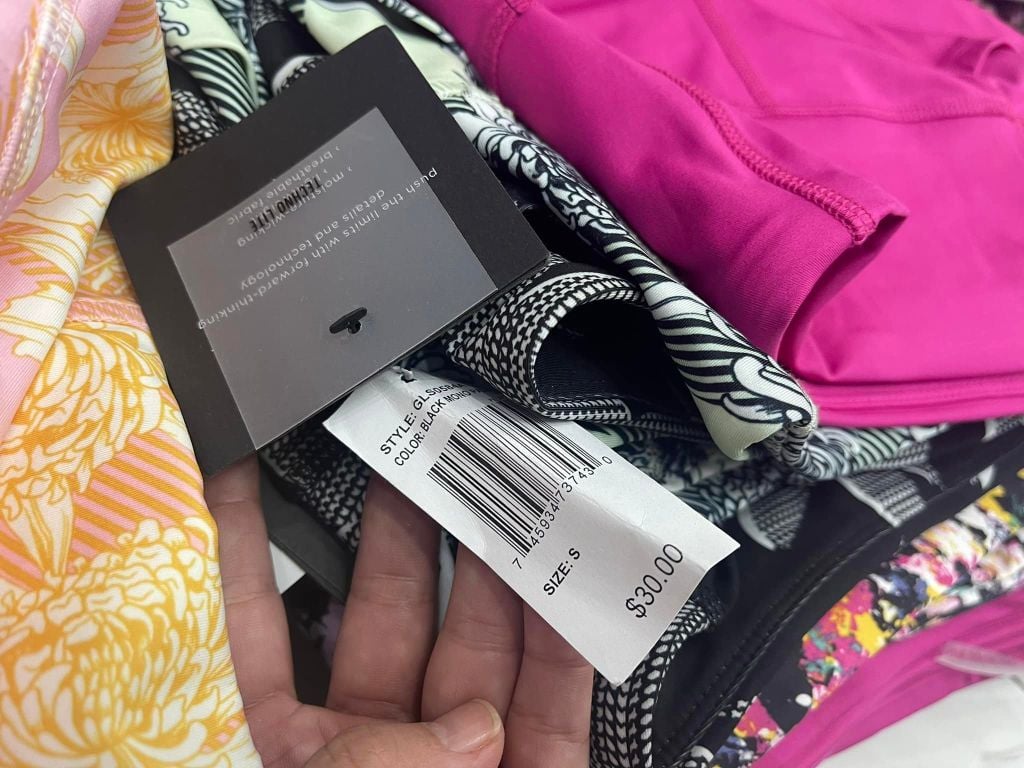 push the limits with forward-thinking
details and technology
TECHNO LITE
› moisture wicking
› breathable fabric
STYLE: GLS0584
COLOR: BLACK MONO
7 45934 73743 0
SIZE: S
$30.00